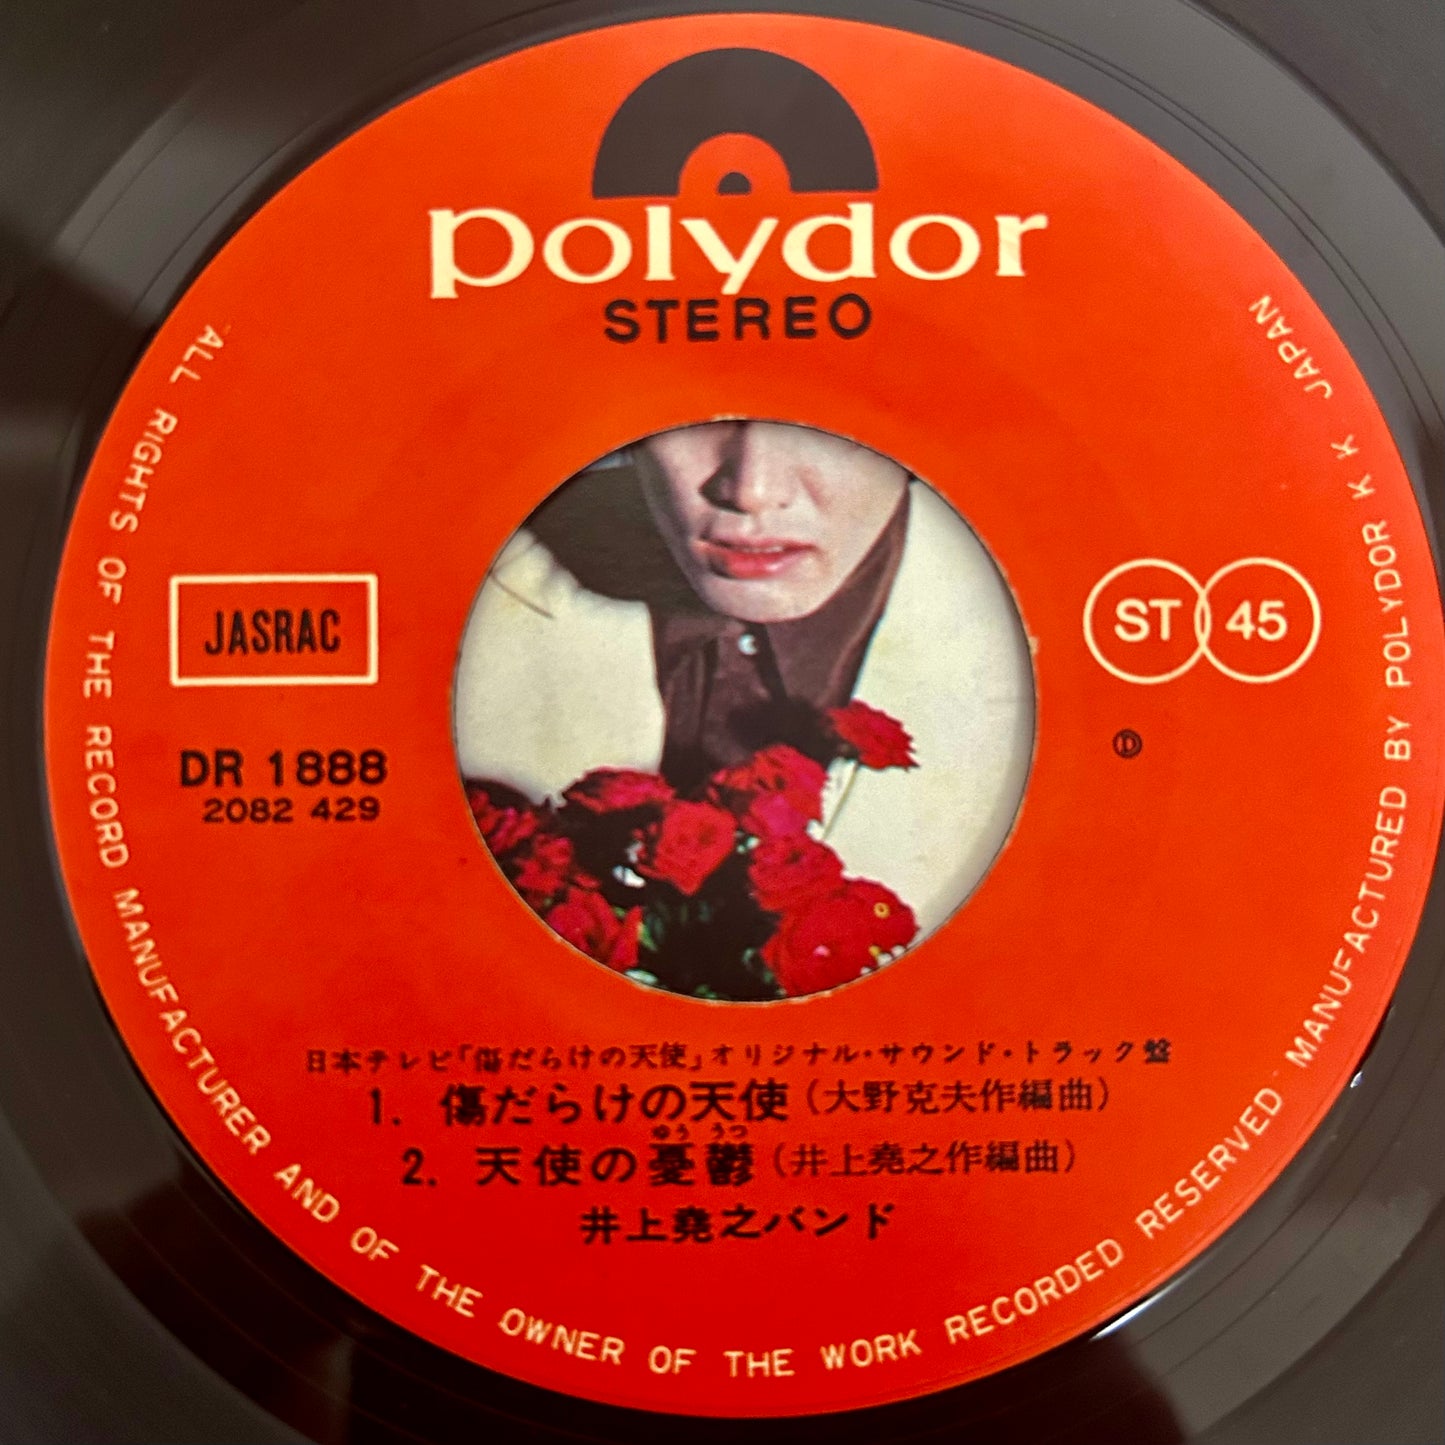 polydor
STEREO
JASRAC
ST 45
DR 1888
2082 429
Ⓓ
日本テレビ「傷だらけの天使」オリジナル・サウンド・トラック盤
1. 傷だらけの天使(大野克夫作編曲)
ゆう うつ
2. 天使の憂鬱(井上堯之作編曲)
井上堯之バンド
ALL RIGHTS OF THE RECORD MANUFACTURER AND OF THE OWNER OF THE WORK RECORDED RESERVED MANUFACTURED BY POLYDOR K K JAPAN